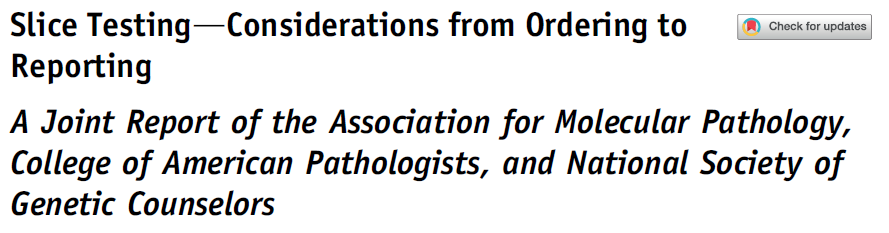 Slice Testing—Considerations from Ordering to
Reporting
Check for updates
A Joint Report of the Association for Molecular Pathology,
College of American Pathologists, and National Society of
Genetic Counselors